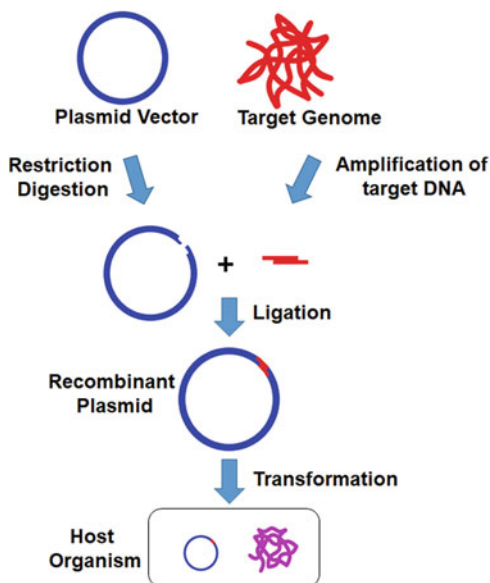 Plasmid Vector
Target Genome
Restriction
Digestion
Amplification of
target DNA
+
Ligation
Recombinant
Plasmid
Transformation
Host
Organism